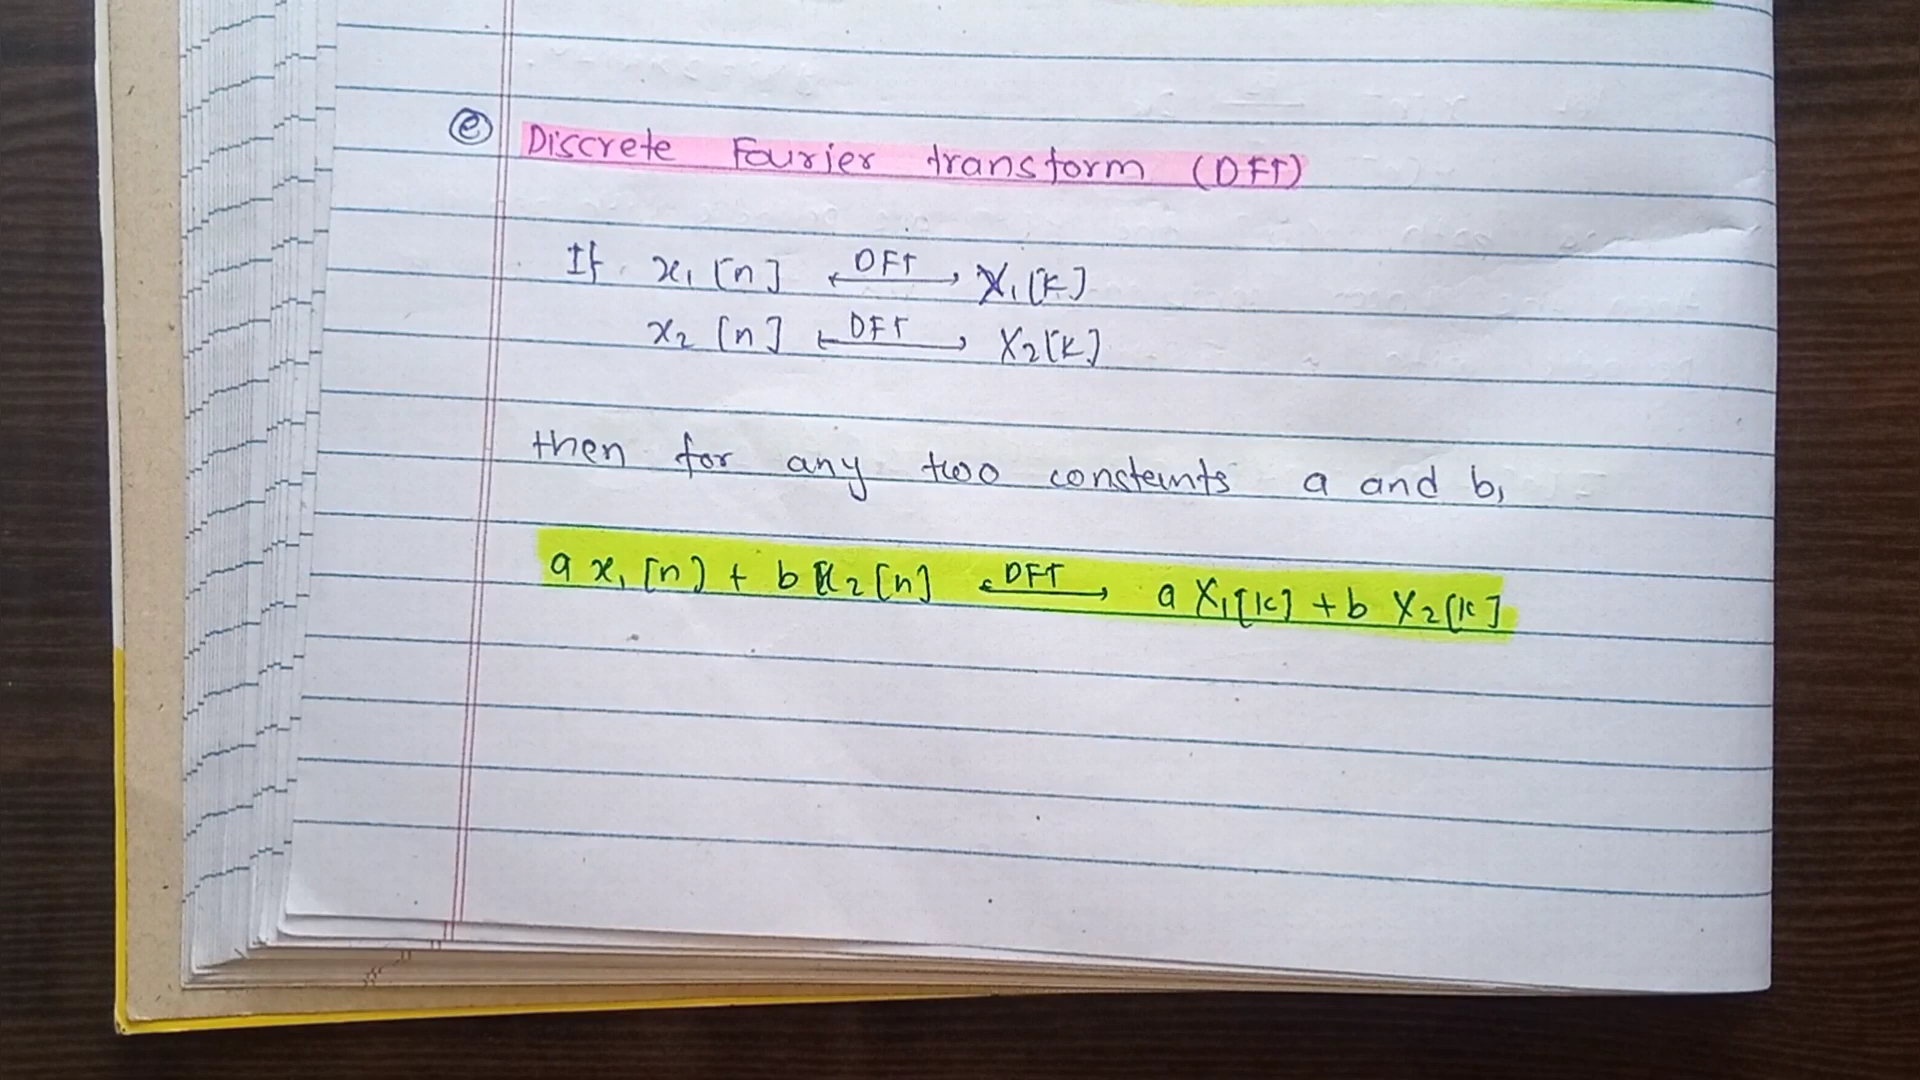 ⓔ Discrete Fourier transform (DFT)
If x₁ [n] ←DFT→ X₁[k]
x₂ [n] ←DFT→ X₂[k]
then for any two constants a and b,
a x₁ [n] + b x₂ [n] ←DFT→ a X₁[k] + b X₂[k]